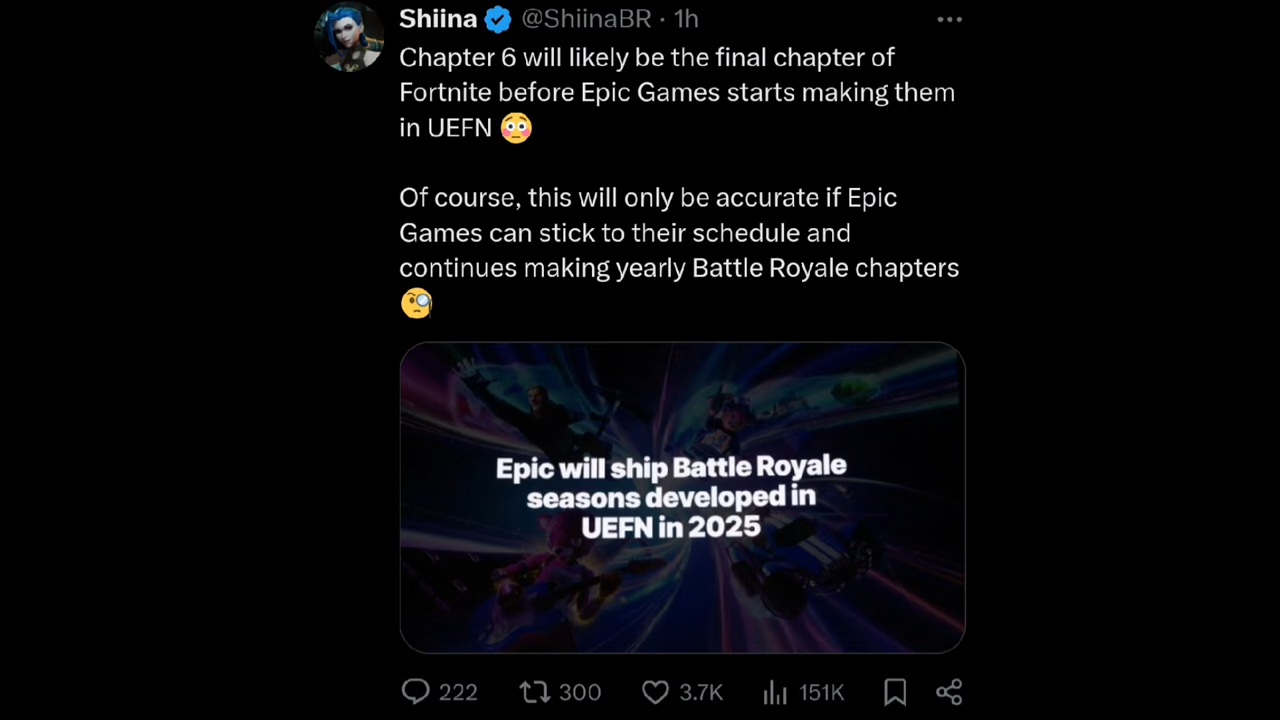 Shiina @ShiinaBR · 1h
Chapter 6 will likely be the final chapter of
Fortnite before Epic Games starts making them
in UEFN 😳
Of course, this will only be accurate if Epic
Games can stick to their schedule and
continues making yearly Battle Royale chapters
🧐
Epic will ship Battle Royale
seasons developed in
UEFN in 2025
222 300 3.7K 151K